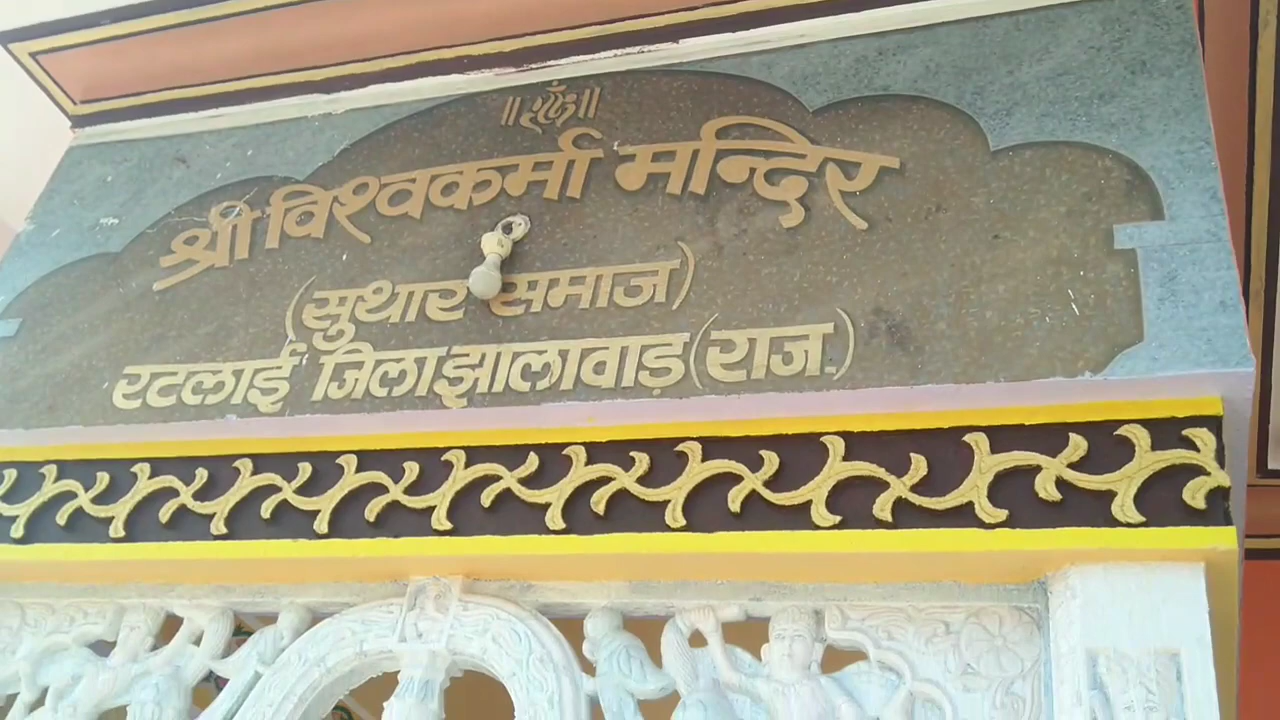 ॥ श्रीँ ॥
श्री विश्वकर्मा मन्दिर
(सुथार समाज)
रटलाई जिला झालावाड़ (राज.)